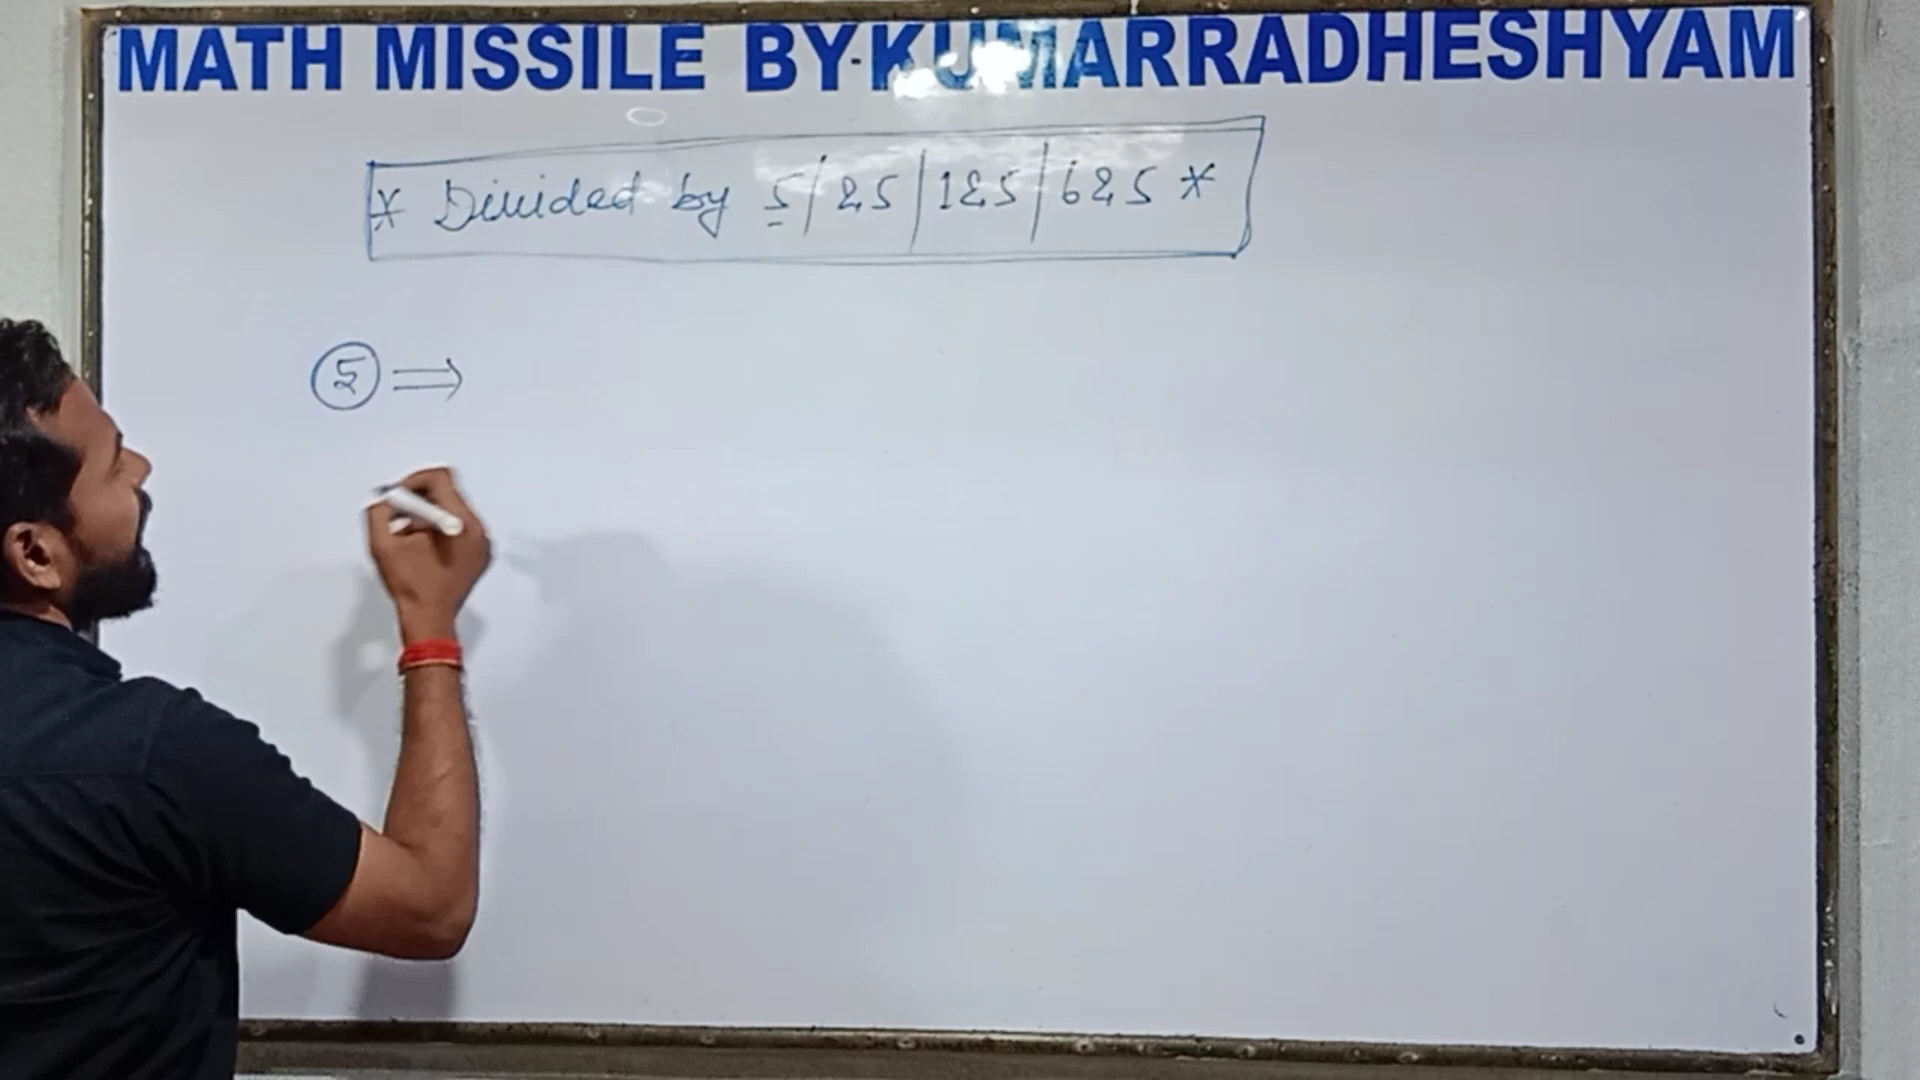 MATH MISSILE BY-KUMARRADHESHYAM
* Divided by 5/25/125/625 *
5 ⇒